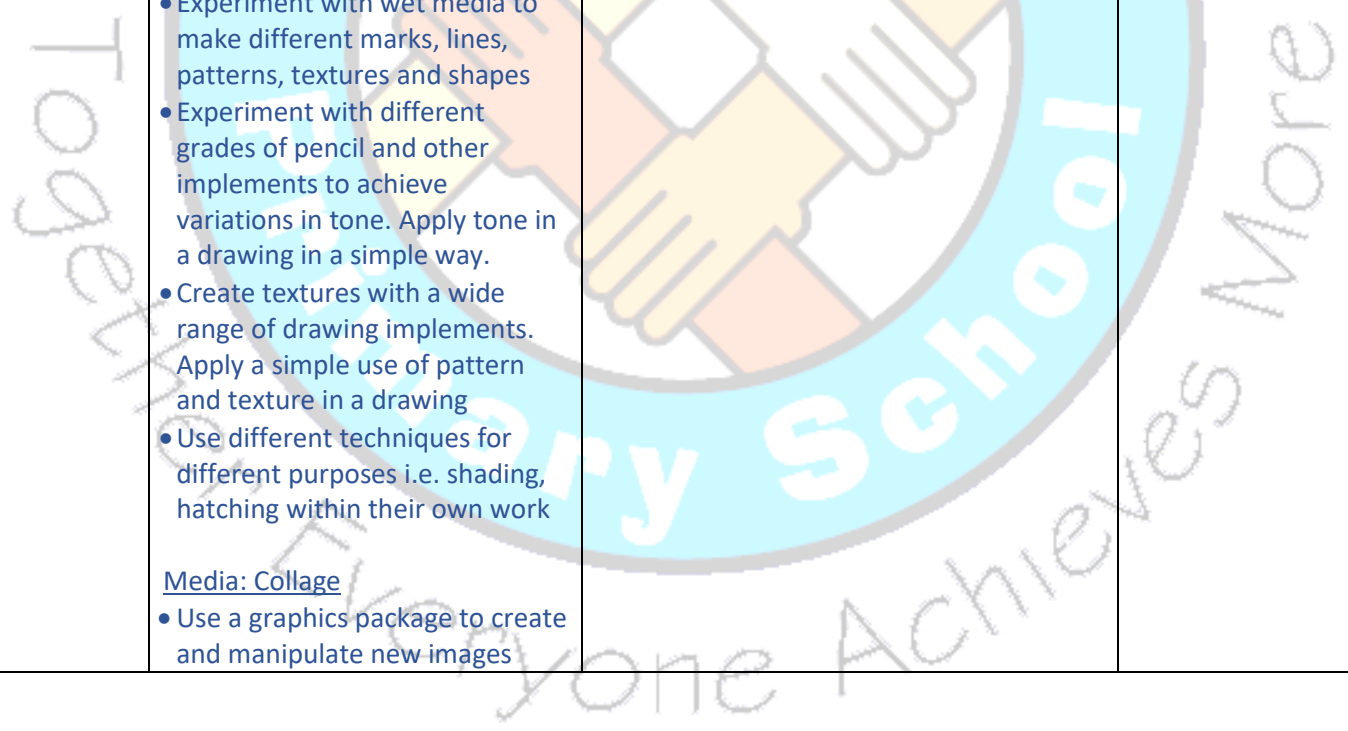 • Experiment with wet media to
make different marks, lines,
patterns, textures and shapes
• Experiment with different
grades of pencil and other
implements to achieve
variations in tone. Apply tone in
a drawing in a simple way.
• Create textures with a wide
range of drawing implements.
Apply a simple use of pattern
and texture in a drawing
• Use different techniques for
different purposes i.e. shading,
hatching within their own work
Media: Collage
• Use a graphics package to create
and manipulate new images
Primary School
Together Everyone Achieves More